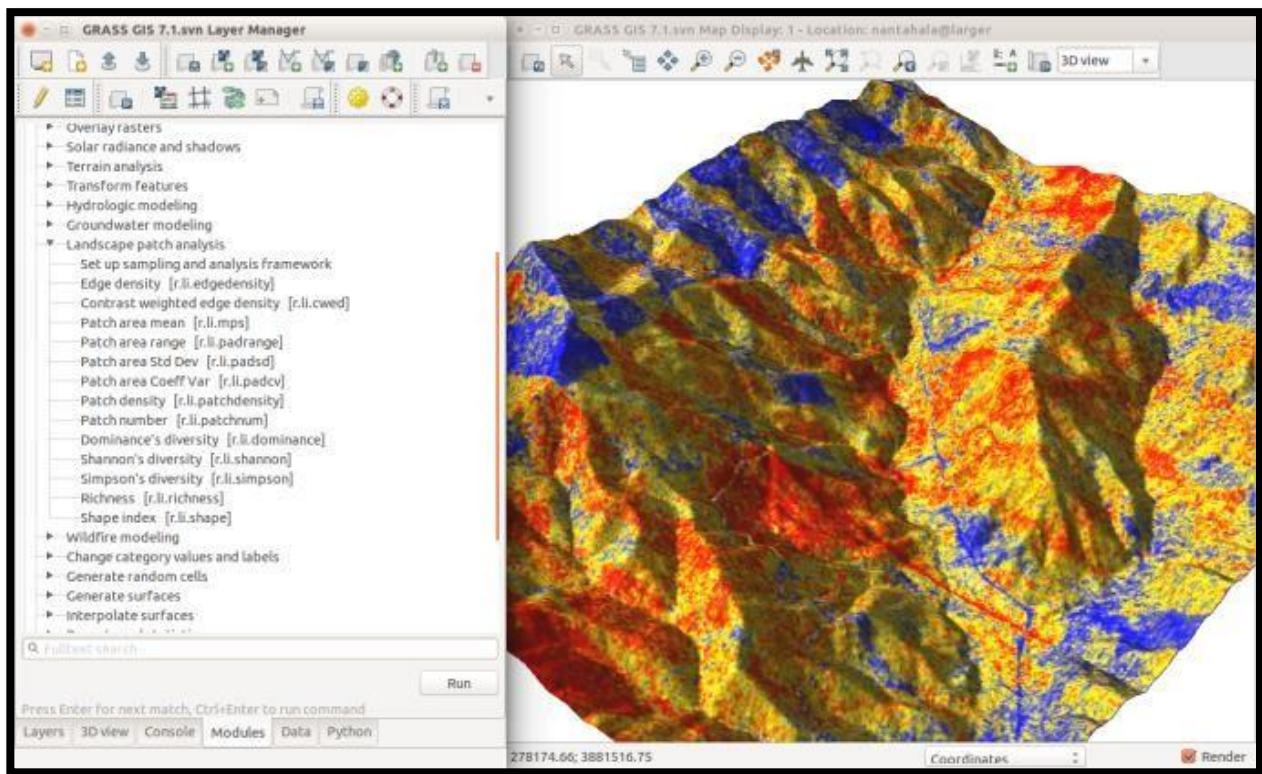 GRASS GIS 7.1.svn Layer Manager
GRASS GIS 7.1.svn Map Display: 1 - Location: nantahala@larger
3D view
Overlay rasters
Solar radiance and shadows
Terrain analysis
Transform features
Hydrologic modeling
Groundwater modeling
Landscape patch analysis
Set up sampling and analysis framework
Edge density [r.li.edgedensity]
Contrast weighted edge density [r.li.cwed]
Patch area mean [r.li.mps]
Patch area range [r.li.padrange]
Patch area Std Dev [r.li.padsd]
Patch area Coeff Var [r.li.padcv]
Patch density [r.li.patchdensity]
Patch number [r.li.patchnum]
Dominance's diversity [r.li.dominance]
Shannon's diversity [r.li.shannon]
Simpson's diversity [r.li.simpson]
Richness [r.li.richness]
Shape index [r.li.shape]
Wildfire modeling
Change category values and labels
Generate random cells
Generate surfaces
Interpolate surfaces
Fulltext search
Run
Press Enter for next match, Ctrl+Enter to run command
Layers 3D view Console Modules Data Python
278174.66; 3881516.75
Coordinates
Render